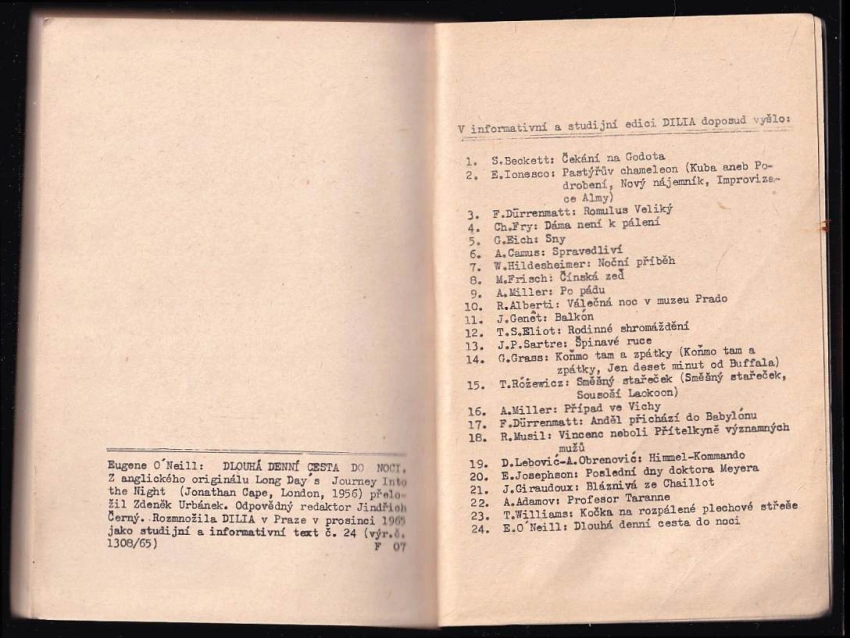 Eugene O´Neill: DLOUHÁ DENNÍ CESTA DO NOCI.
Z anglického originálu Long Day´s Journey Into
the Night (Jonathan Cape, London, 1956) přelo-
žil Zdeněk Urbánek. Odpovědný redaktor Jindřich
Černý. Rozmnožila DILIA v Praze v prosinci 1965
jako studijní a informativní text č. 24 (výr.č.
1308/65) F 07
V informativní a studijní edici DILIA doposud vyšlo:
1. S.Beckett: Čekání na Godota
2. E.Ionesco: Pastýřův chameleon (Kuba aneb Po-
drobení, Nový nájemník, Improviza-
ce Almy)
3. F.Dürrenmatt: Romulus Veliký
4. Ch.Fry: Dáma není k pálení
5. G.Eich: Sny
6. A.Camus: Spravedliví
7. W.Hildesheimer: Noční příběh
8. M.Frisch: Čínská zeď
9. A.Miller: Po pádu
10. R.Alberti: Válečná noc v muzeu Prado
11. J.Genêt: Balkón
12. T.S.Eliot: Rodinné shromáždění
13. J.P.Sartre: Špinavé ruce
14. G.Grass: Koňmo tam a zpátky (Koňmo tam a
zpátky, Jen deset minut od Buffala)
15. T.Rózewicz: Směšný stařeček (Směšný stařeček,
Sousoší Laokoon)
16. A.Miller: Případ ve Vichy
17. F.Dürrenmatt: Anděl přichází do Babylónu
18. R.Musil: Vincenc neboli Přítelkyně významných
mužů
19. D.Lebovič-A.Obrenovič: Himmel-Kommando
20. E.Josephson: Poslední dny doktora Meyera
21. J.Giraudoux: Bláznivá ze Chaillot
22. A.Adamov: Profesor Taranne
23. T.Williams: Kočka na rozpálené plechové střeše
24. E.O´Neill: Dlouhá denní cesta do noci